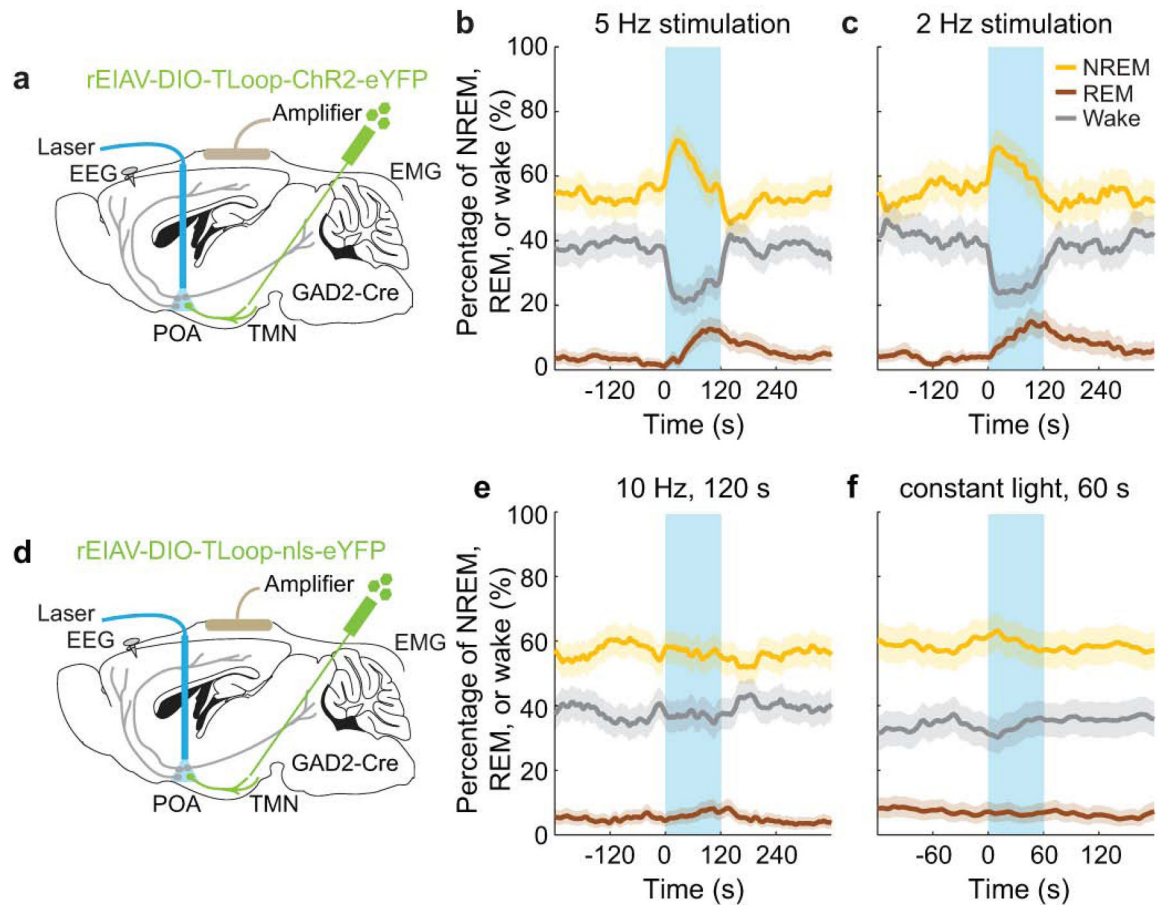 a
rEIAV-DIO-TLoop-ChR2-eYFP
Amplifier
Laser
EEG
EMG
GAD2-Cre
POA
TMN
b
5 Hz stimulation
Percentage of NREM,
REM, or wake (%)
100
80
60
40
20
0
-120 0 120 240
Time (s)
c
2 Hz stimulation
NREM
REM
Wake
-120 0 120 240
Time (s)
d
rEIAV-DIO-TLoop-nls-eYFP
Amplifier
Laser
EEG
EMG
GAD2-Cre
POA
TMN
e
10 Hz, 120 s
Percentage of NREM,
REM, or wake (%)
100
80
60
40
20
0
-120 0 120 240
Time (s)
f
constant light, 60 s
-60 0 60 120
Time (s)